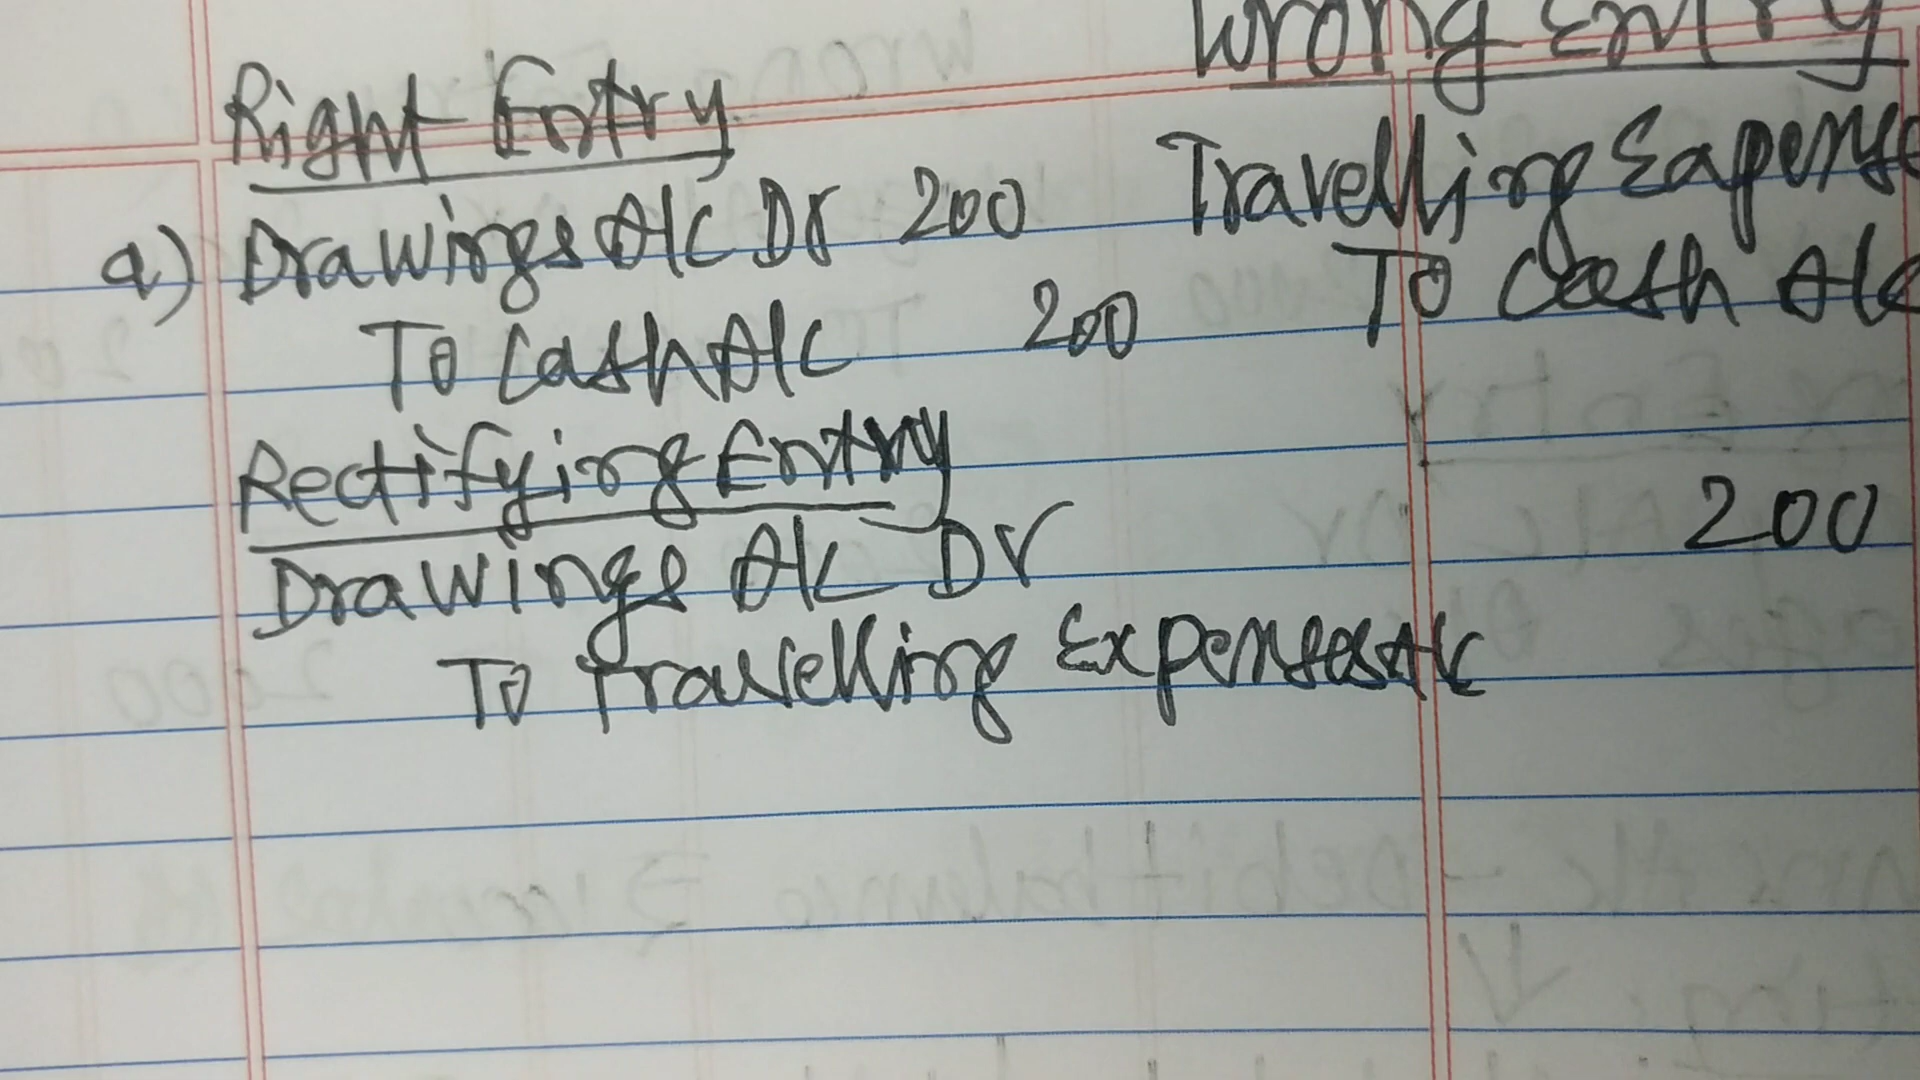 Wrong Entry
Right Entry
a) Drawings A/C Dr 200
To Cash A/C 200
Travelling Expense
To Cash A/C
Rectifying Entry
Drawings A/C Dr 200
To Travelling Expenses A/C